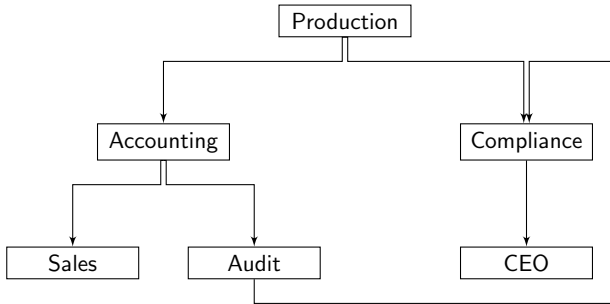 Production
Accounting
Compliance
Sales
Audit
CEO